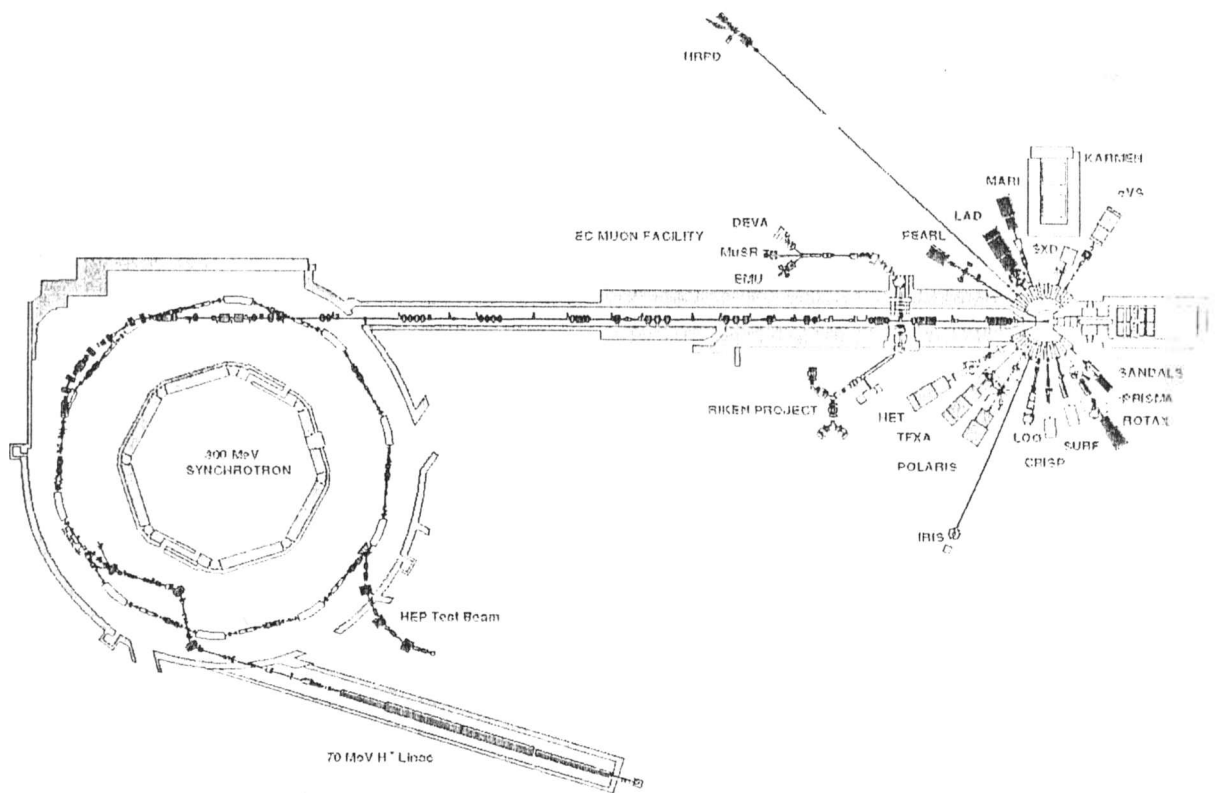 HRPD
KARMEN
MARI
eVS
LAD
DEVA
PEARL
SXD
EC MUON FACILITY
MuSR
EMU
SANDALS
PRISMA
RIKEN PROJECT
HET
ROTAX
TFXA
LOQ
SURF
800 MeV
SYNCHROTRON
POLARIS
CRISP
IRIS
HEP Test Beam
70 MeV H⁻ Linac